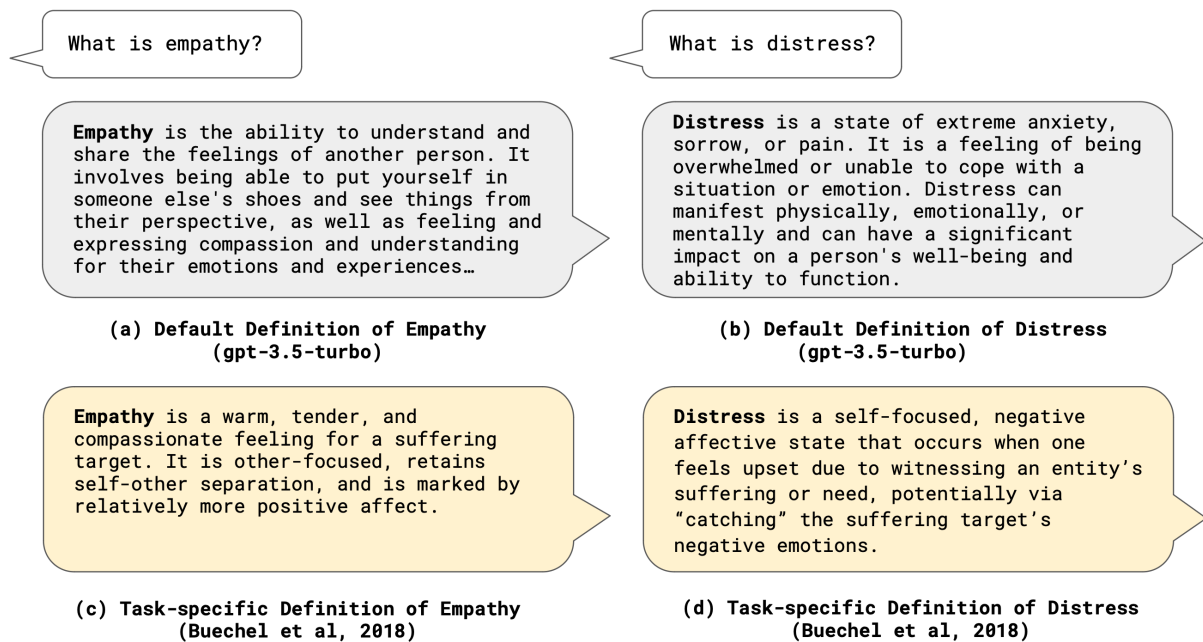 What is empathy?
Empathy is the ability to understand and
share the feelings of another person. It
involves being able to put yourself in
someone else's shoes and see things from
their perspective, as well as feeling and
expressing compassion and understanding
for their emotions and experiences…
(a) Default Definition of Empathy
(gpt-3.5-turbo)
What is distress?
Distress is a state of extreme anxiety,
sorrow, or pain. It is a feeling of being
overwhelmed or unable to cope with a
situation or emotion. Distress can
manifest physically, emotionally, or
mentally and can have a significant
impact on a person's well-being and
ability to function.
(b) Default Definition of Distress
(gpt-3.5-turbo)
Empathy is a warm, tender, and
compassionate feeling for a suffering
target. It is other-focused, retains
self-other separation, and is marked by
relatively more positive affect.
(c) Task-specific Definition of Empathy
(Buechel et al, 2018)
Distress is a self-focused, negative
affective state that occurs when one
feels upset due to witnessing an entity’s
suffering or need, potentially via
“catching” the suffering target’s
negative emotions.
(d) Task-specific Definition of Distress
(Buechel et al, 2018)